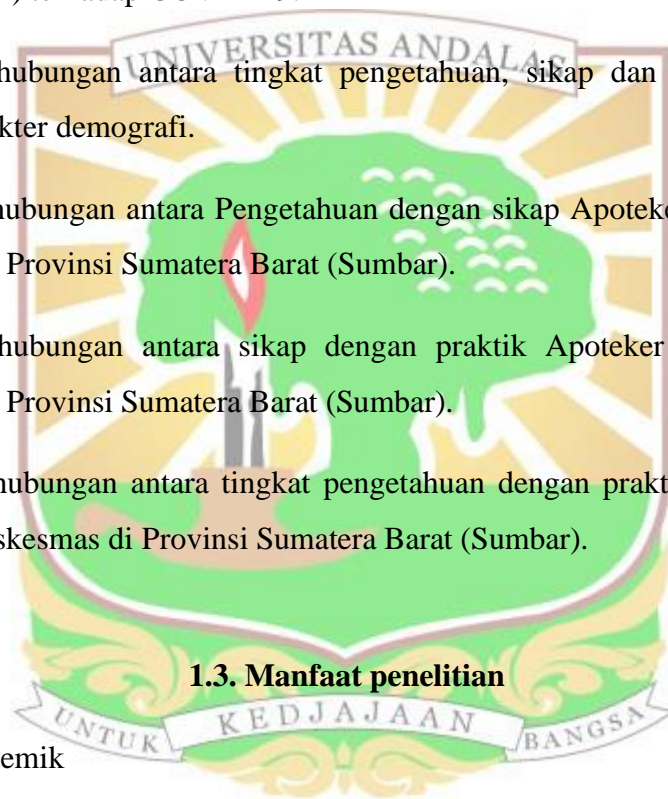 ) terhadap
UNIVERSITAS ANDALAS
hubungan antara tingkat pengetahuan, sikap dan
kter demografi.
hubungan antara Pengetahuan dengan sikap Apoteke
Provinsi Sumatera Barat (Sumbar).
hubungan antara sikap dengan praktik Apoteker
Provinsi Sumatera Barat (Sumbar).
hubungan antara tingkat pengetahuan dengan prakt
skesmas di Provinsi Sumatera Barat (Sumbar).
1.3. Manfaat penelitian
UNTUK KEDJAJAAN BANGSA
emik